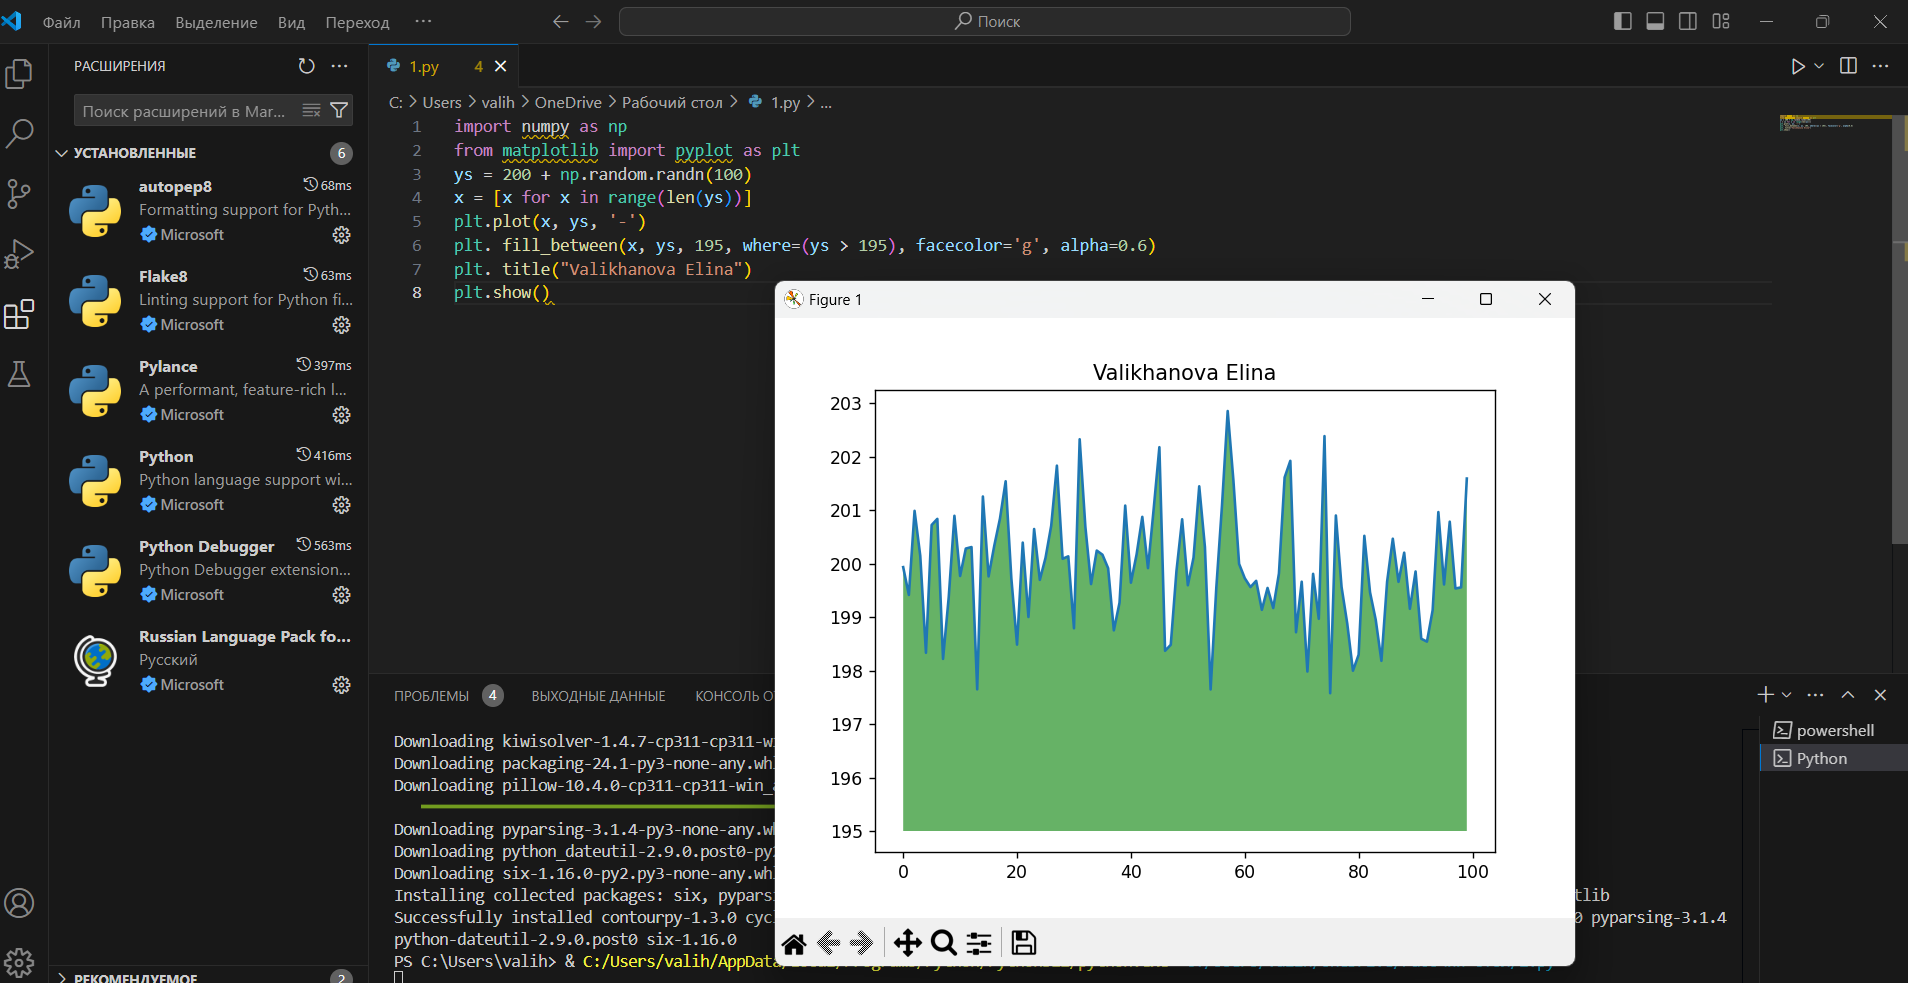 Файл Правка Выделение Вид Переход ··· Поиск
РАСШИРЕНИЯ
Поиск расширений в Mar...
УСТАНОВЛЕННЫЕ 6
autopep8 68ms
Formatting support for Pyth...
Microsoft
Flake8 63ms
Linting support for Python fi...
Microsoft
Pylance 397ms
A performant, feature-rich l...
Microsoft
Python 416ms
Python language support wi...
Microsoft
Python Debugger 563ms
Python Debugger extension...
Microsoft
Russian Language Pack fo...
Русский
Microsoft
РЕКОМЕНДУЕМОЕ 2
1.py 4
C: > Users > valih > OneDrive > Рабочий стол > 1.py > ...
1 import numpy as np
2 from matplotlib import pyplot as plt
3 ys = 200 + np.random.randn(100)
4 x = [x for x in range(len(ys))]
5 plt.plot(x, ys, '-')
6 plt. fill_between(x, ys, 195, where=(ys > 195), facecolor='g', alpha=0.6)
7 plt. title("Valikhanova Elina")
8 plt.show()
Figure 1
Valikhanova Elina
203
202
201
200
199
198
197
196
195
0 20 40 60 80 100
ПРОБЛЕМЫ 4 ВЫХОДНЫЕ ДАННЫЕ КОНСОЛЬ
Downloading kiwisolver-1.4.7-cp311-cp311-w
Downloading packaging-24.1-py3-none-any.wh
Downloading pillow-10.4.0-cp311-cp311-win_
Downloading pyparsing-3.1.4-py3-none-any.w
Downloading python_dateutil-2.9.0.post0-py2
Downloading six-1.16.0-py2.py3-none-any.wh
Installing collected packages: six, pyparsi tlib
Successfully installed contourpy-1.3.0 cyc 0 pyparsing-3.1.4
python-dateutil-2.9.0.post0 six-1.16.0
PS C:\Users\valih> & C:/Users/valih/AppData/
powershell
Python